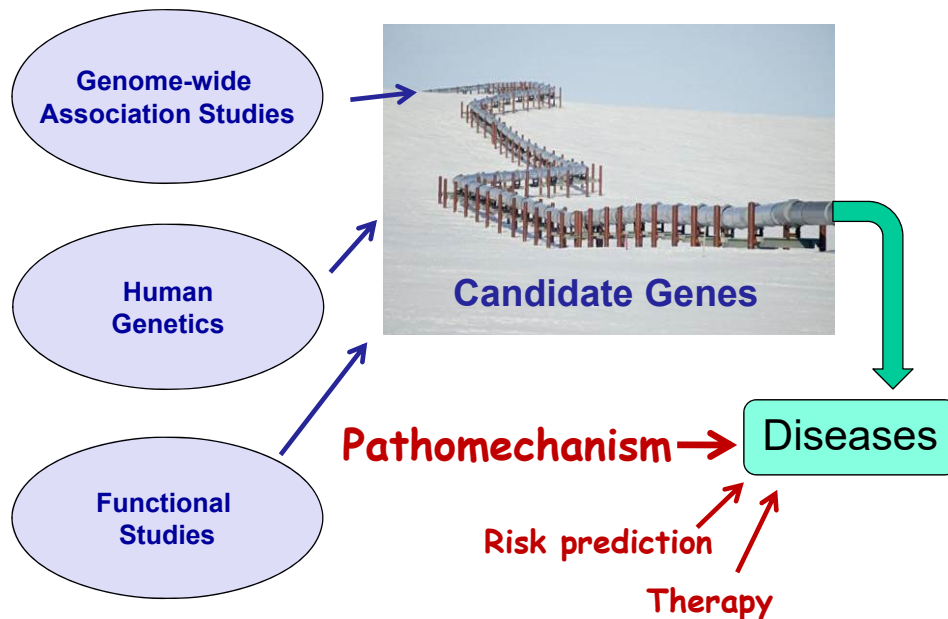 Genome-wide
Association Studies
Human
Genetics
Functional
Studies
Candidate Genes
Diseases
Pathomechanism
Risk prediction
Therapy